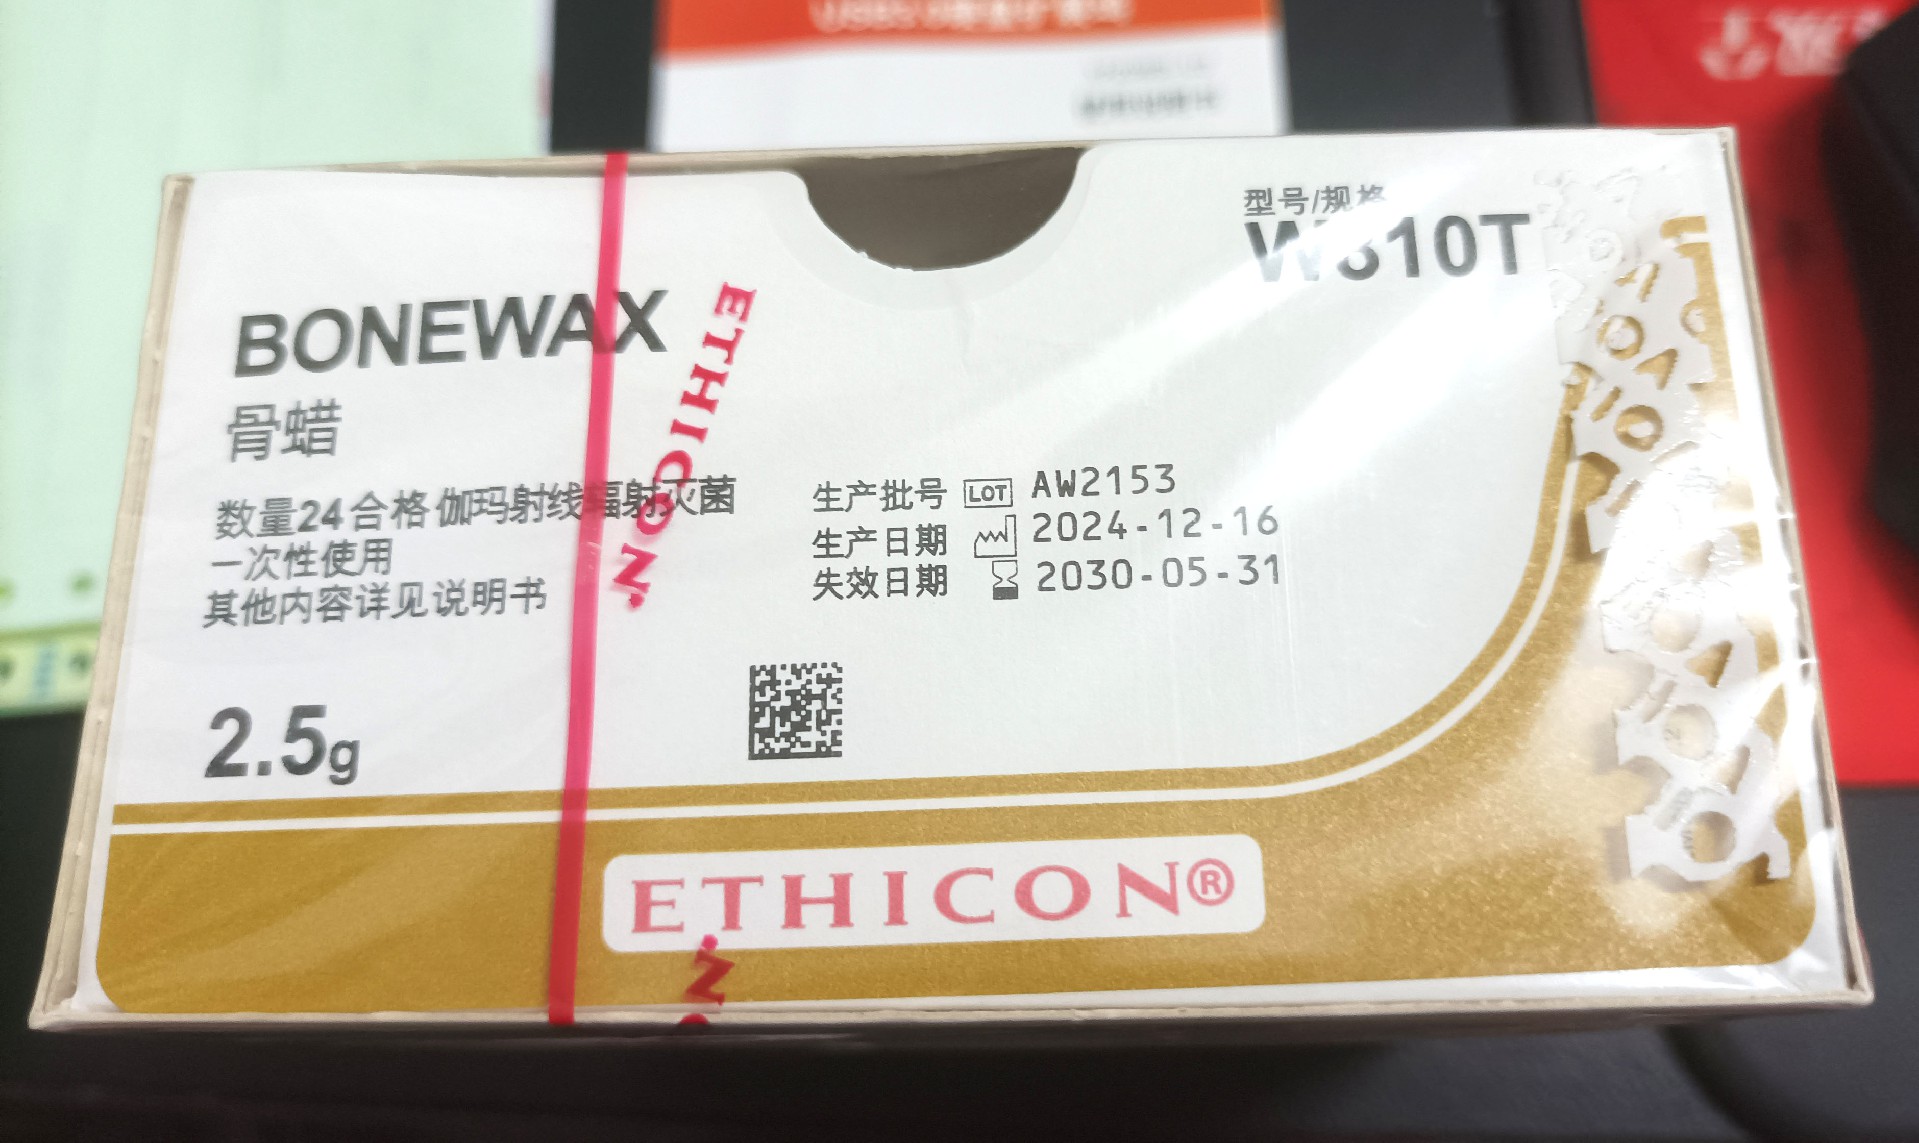 型号/规格
W810T
BONEWAX
骨蜡
ETHICON
数量24合格 伽玛射线辐射灭菌
一次性使用
其他内容详见说明书
生产批号 LOT AW2153
生产日期 2024-12-16
失效日期 2030-05-31
2.5g
ETHICON®